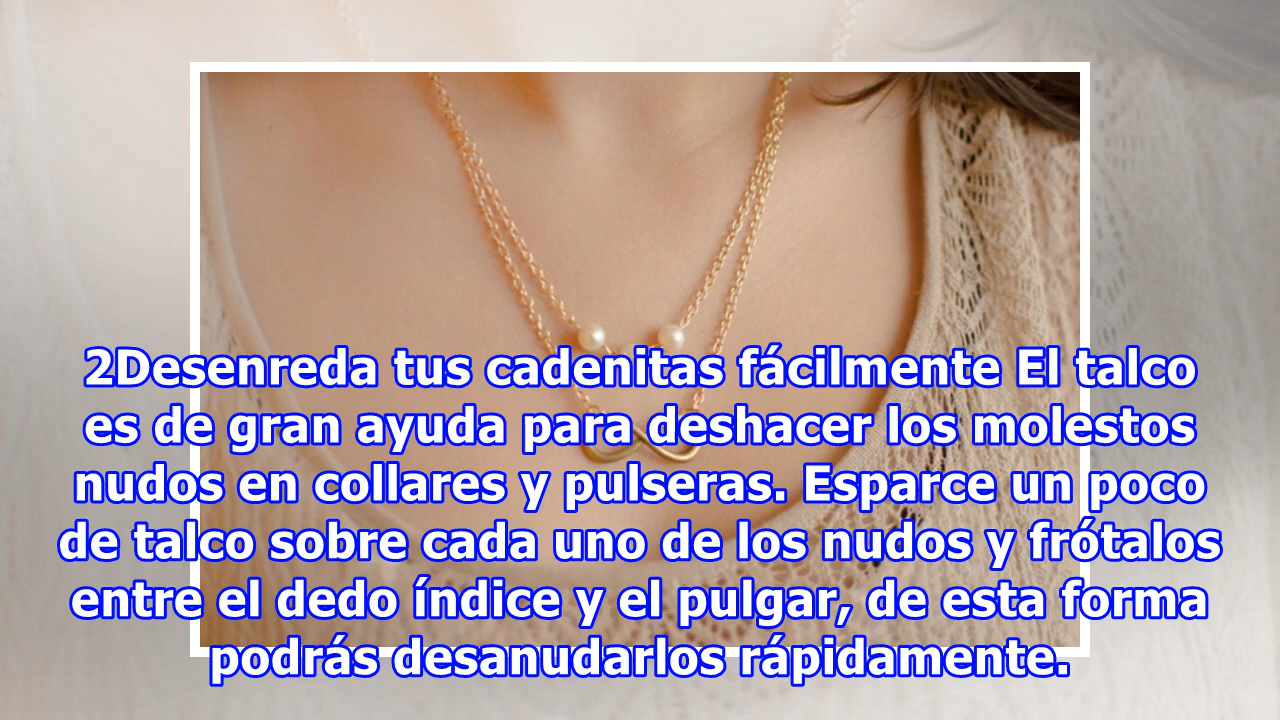 2Desenreda tus cadenitas fácilmente El talco
es de gran ayuda para deshacer los molestos
nudos en collares y pulseras. Esparce un poco
de talco sobre cada uno de los nudos y frótalos
entre el dedo índice y el pulgar, de esta forma
podrás desanudarlos rápidamente.